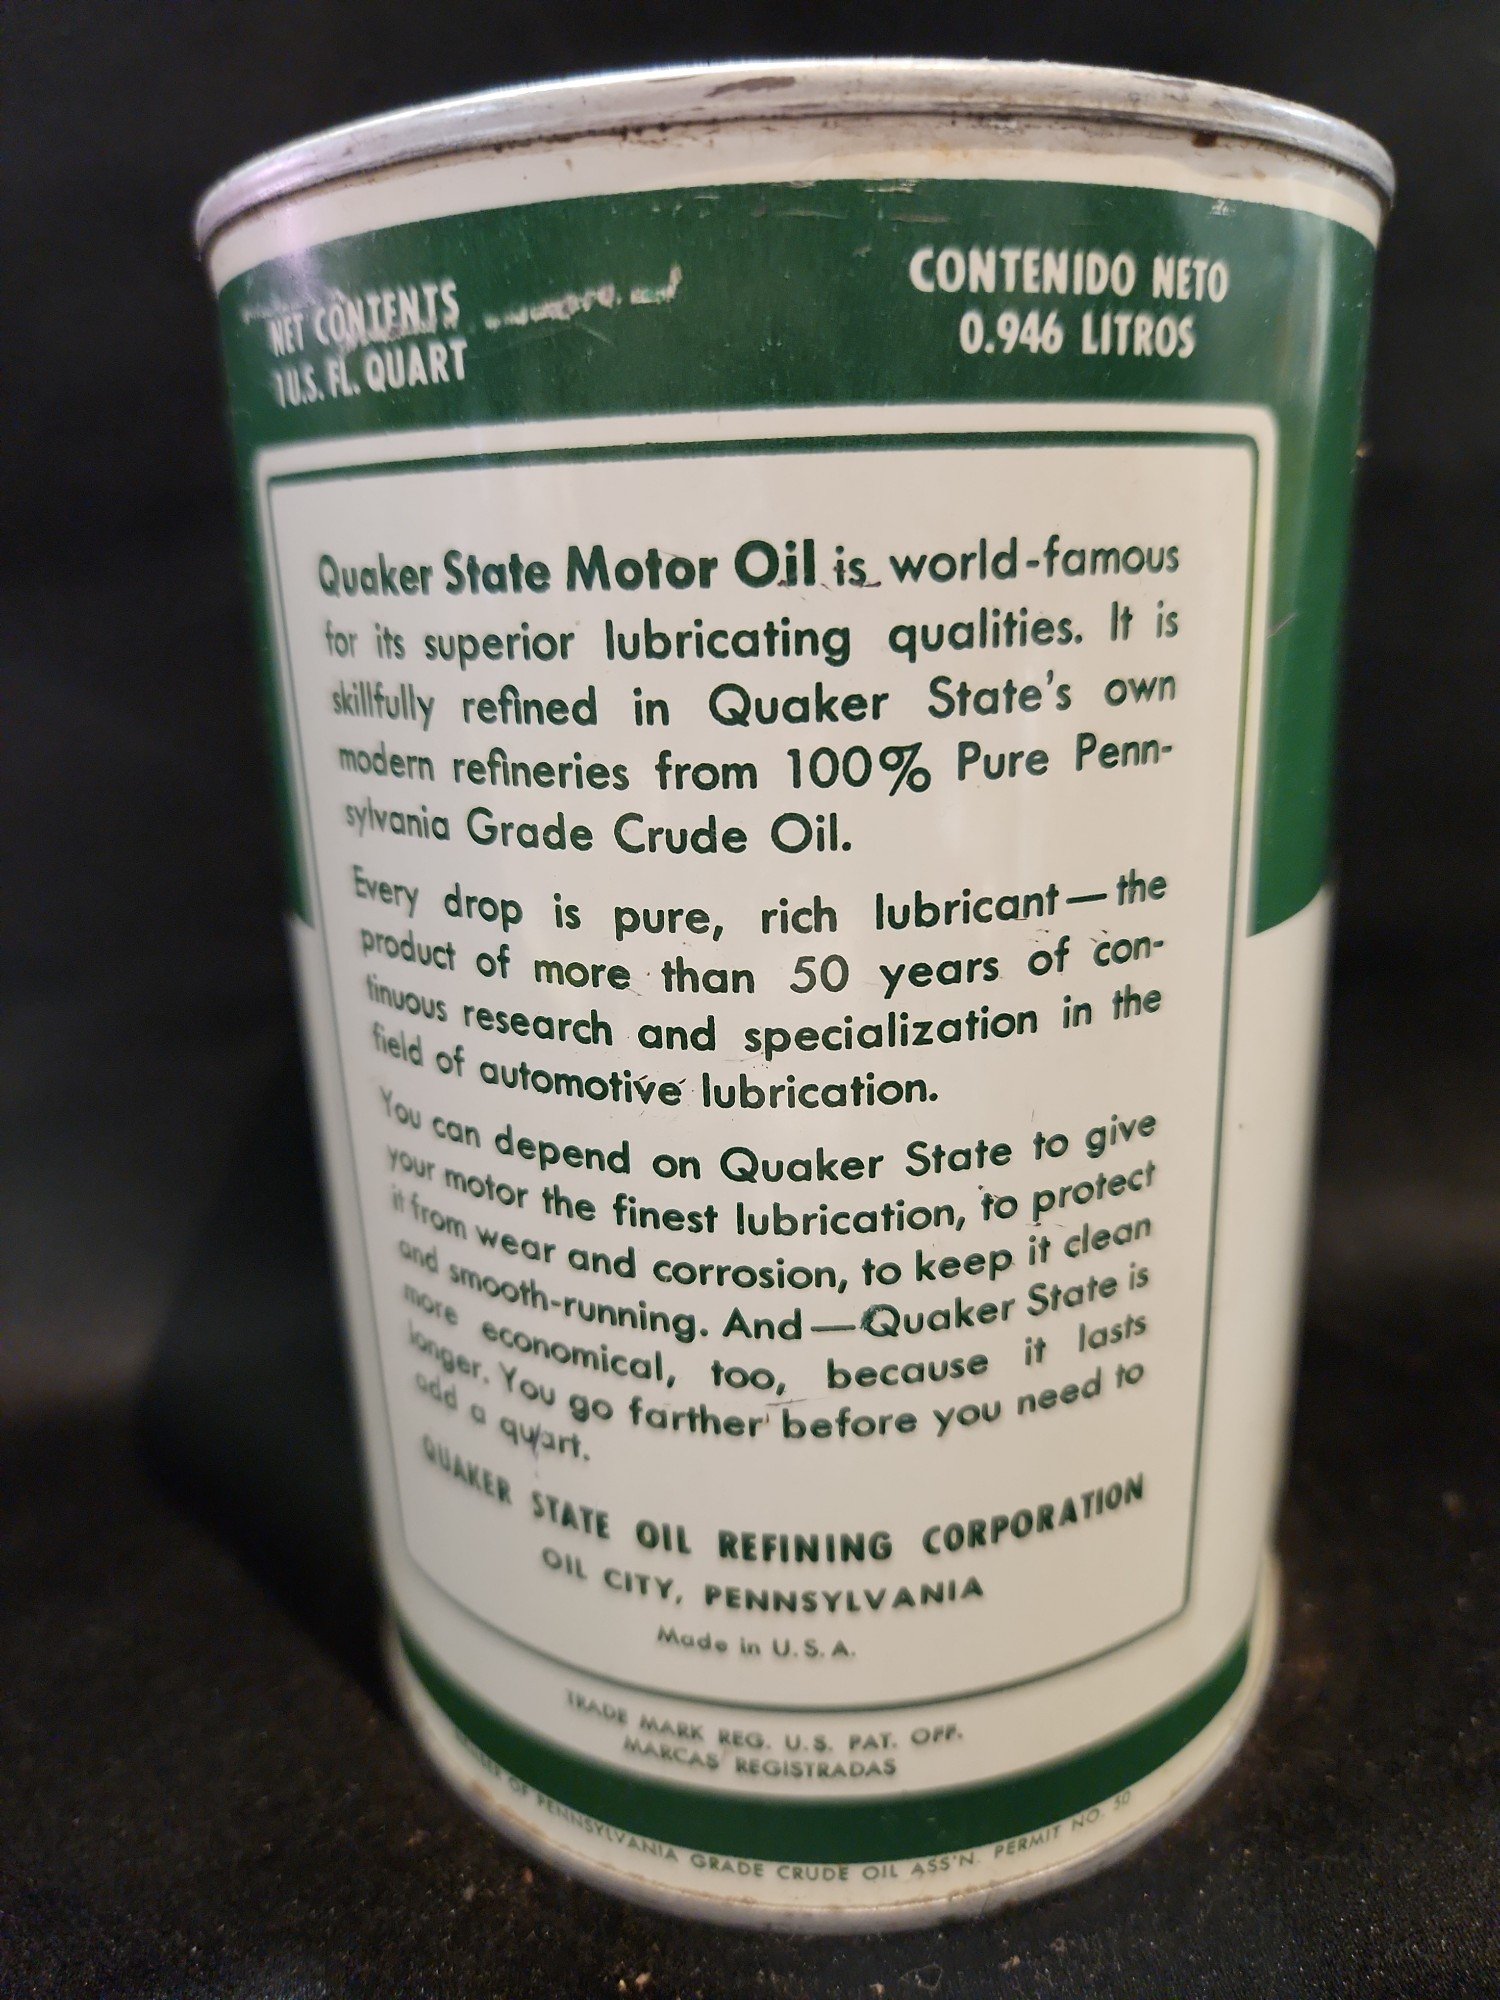 NET CONTENTS
1 U.S. FL. QUART
CONTENIDO NETO
0.946 LITROS
Quaker State Motor Oil is world-famous
for its superior lubricating qualities. It is
skillfully refined in Quaker State's own
modern refineries from 100% Pure Penn-
sylvania Grade Crude Oil.
Every drop is pure, rich lubricant—the
product of more than 50 years of con-
tinuous research and specialization in the
field of automotive lubrication.
You can depend on Quaker State to give
your motor the finest lubrication, to protect
it from wear and corrosion, to keep it clean
and smooth-running. And—Quaker State is
more economical, too, because it lasts
longer. You go farther before you need to
add a quart.
QUAKER STATE OIL REFINING CORPORATION
OIL CITY, PENNSYLVANIA
Made in U.S.A.
TRADE MARK REG. U.S. PAT. OFF.
MARCAS REGISTRADAS
OF PENNSYLVANIA GRADE CRUDE OIL ASS'N. PERMIT NO. 50